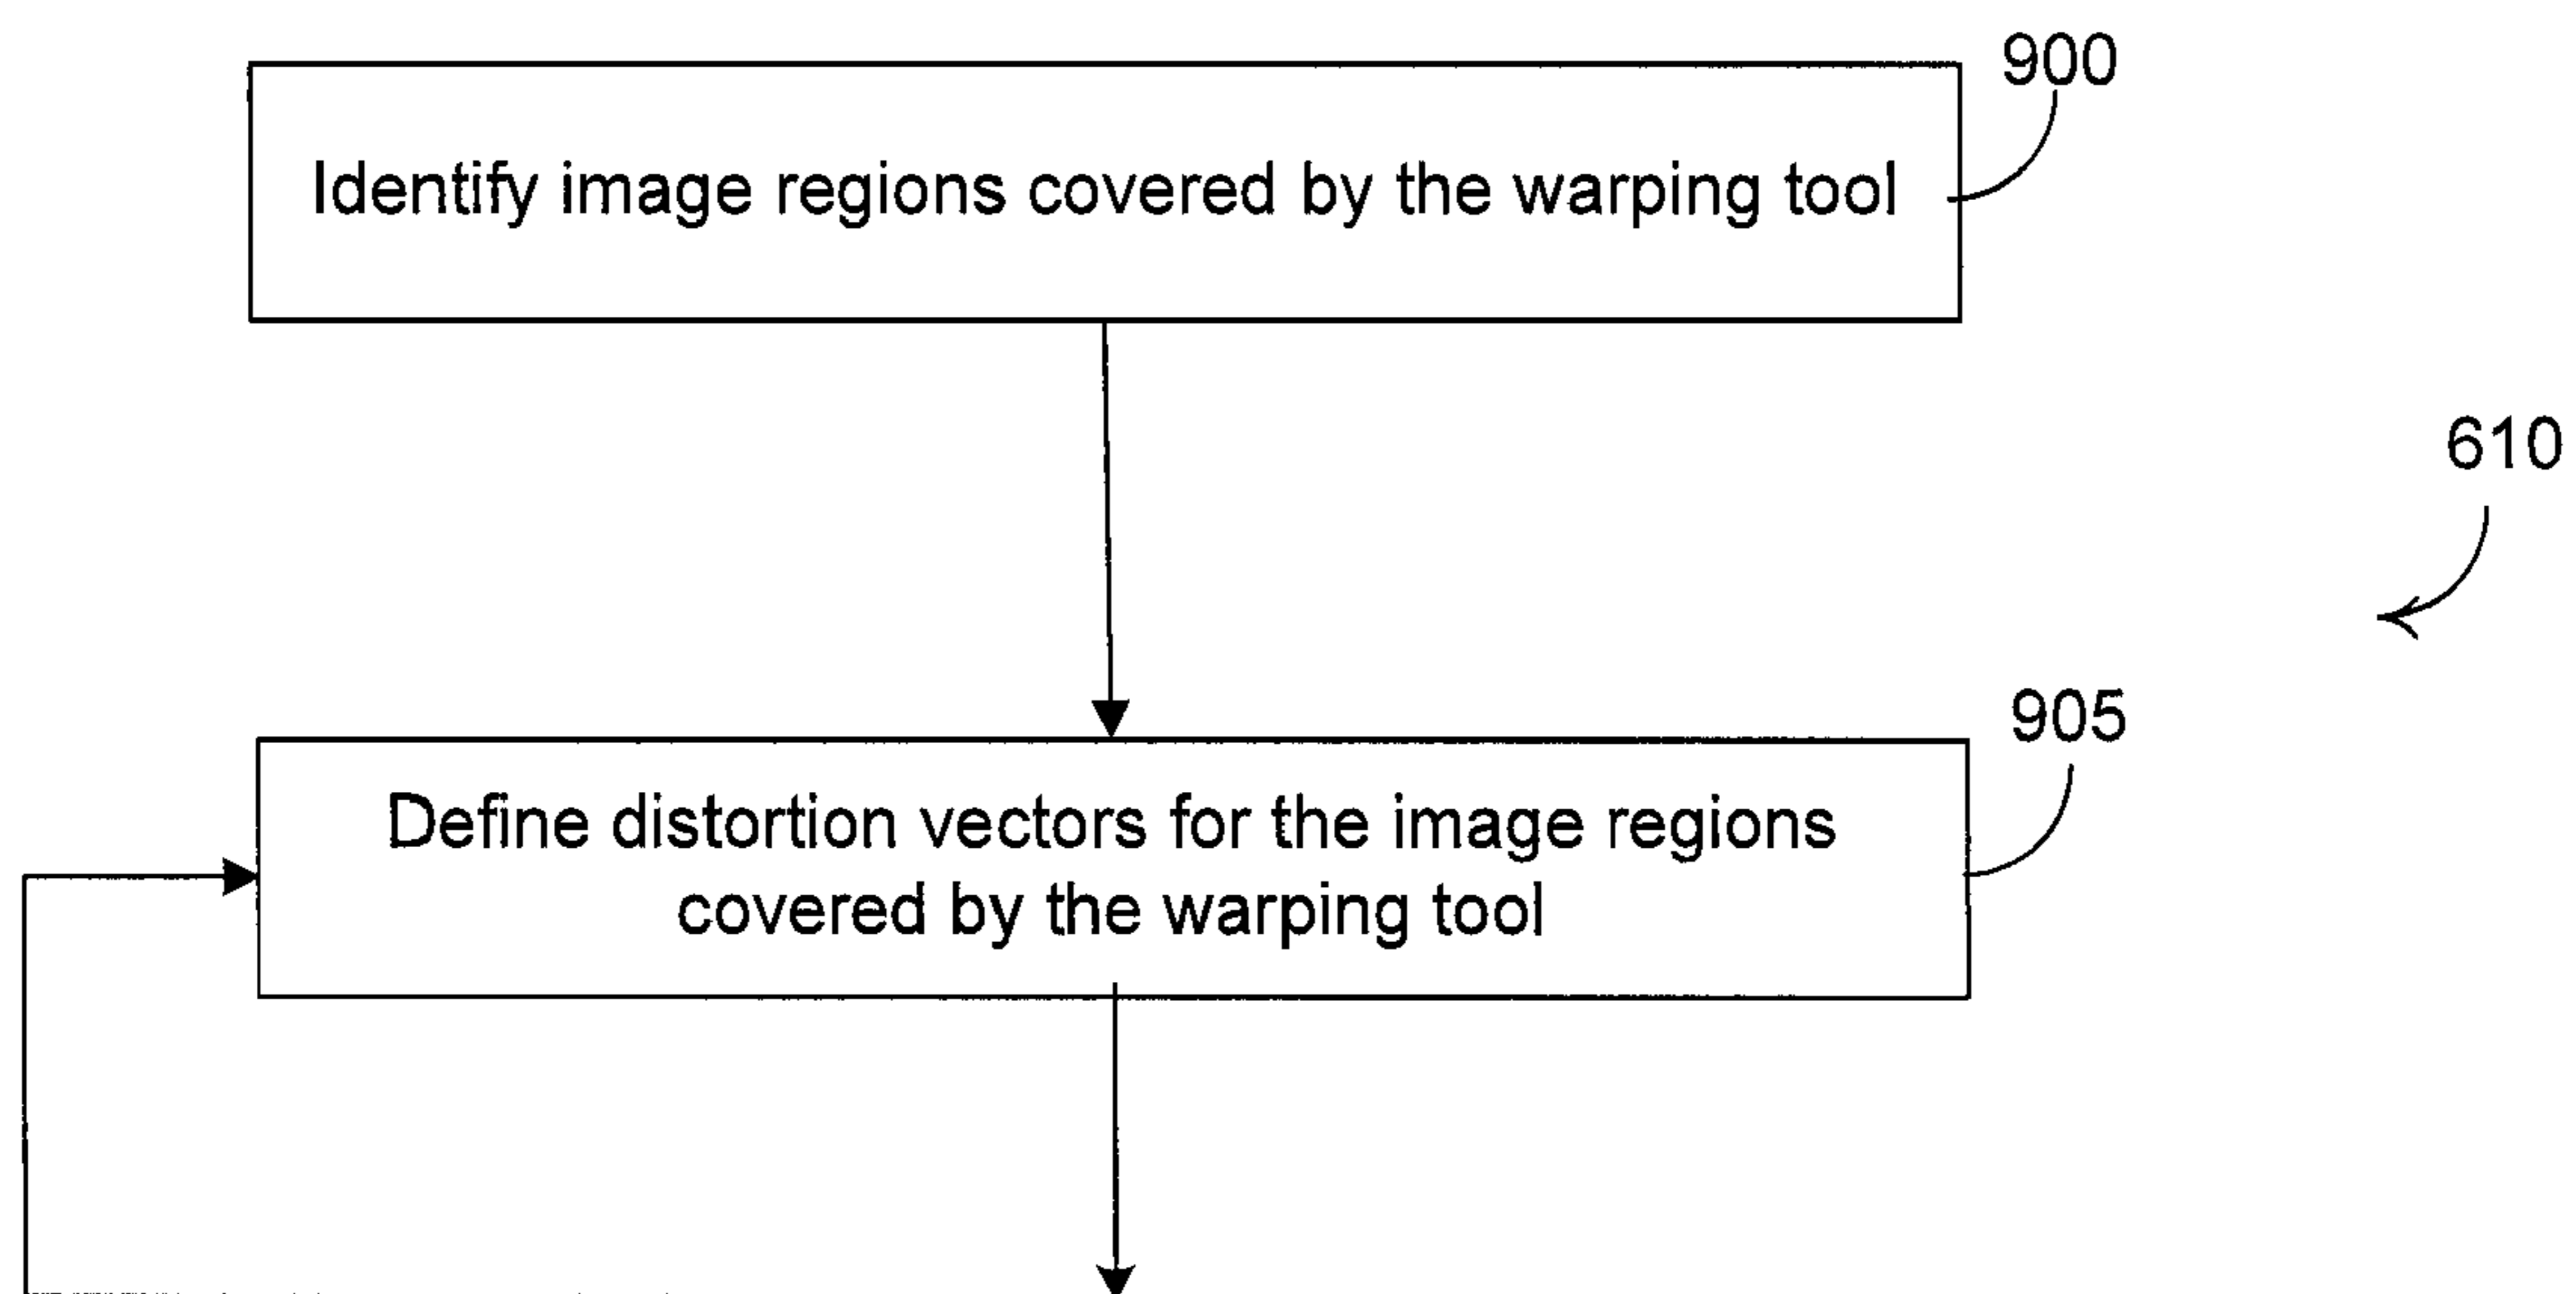 900
Identify image regions covered by the warping tool
610
905
Define distortion vectors for the image regions
covered by the warping tool